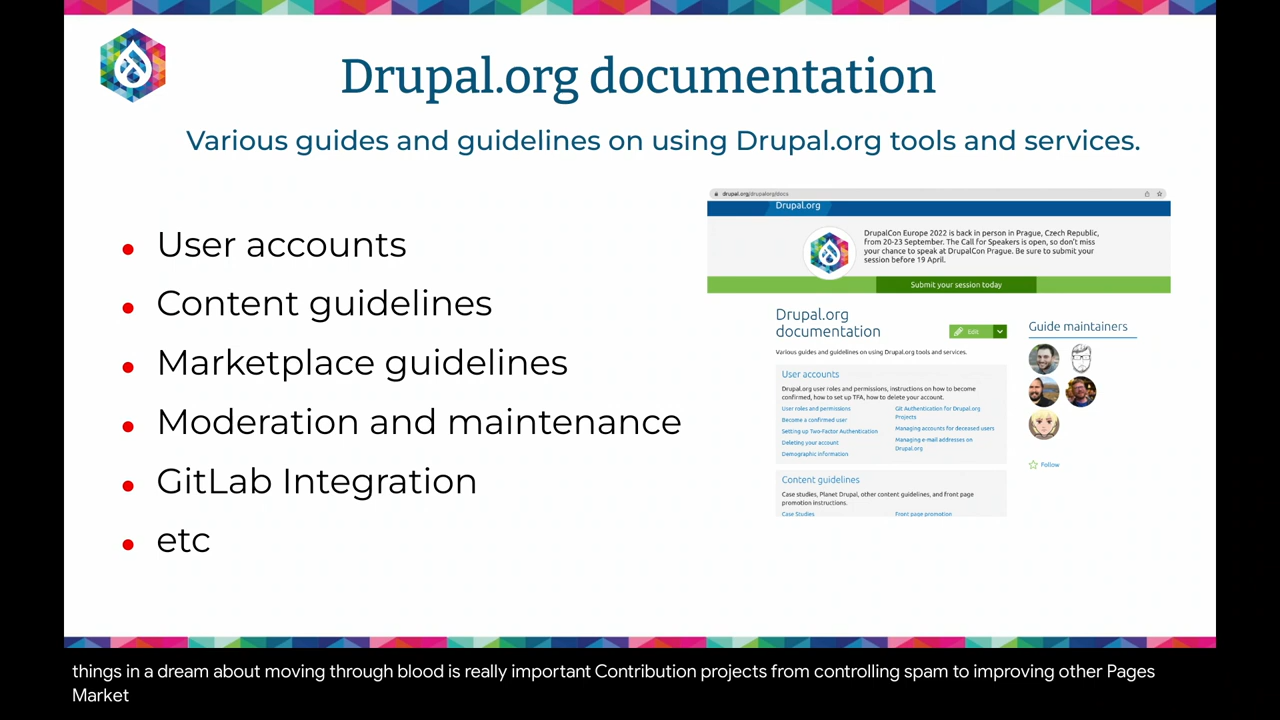 Drupal.org documentation
Various guides and guidelines on using Drupal.org tools and services.
User accounts
Content guidelines
Marketplace guidelines
Moderation and maintenance
GitLab Integration
etc
drupal.org/drupalorg/docs
Drupal.org
DrupalCon Europe 2022 is back in person in Prague, Czech Republic,
from 20-23 September. The Call for Speakers is open, so don't miss
your chance to speak at DrupalCon Prague. Be sure to submit your
session before 19 April.
Submit your session today
Drupal.org
documentation
Edit
Various guides and guidelines on using Drupal.org tools and services.
User accounts
Drupal.org user roles and permissions, instructions on how to become
confirmed, how to set up TFA, how to delete your account.
User roles and permissions
Become a confirmed user
Setting up Two-Factor Authentication
Deleting your account
Demographic information
Git Authentication for Drupal.org
Projects
Managing accounts for deceased users
Managing e-mail addresses on
Drupal.org
Content guidelines
Case studies, Planet Drupal, other content guidelines, and front page
promotion instructions.
Case Studies
Front page promotion
Guide maintainers
Follow
things in a dream about moving through blood is really important Contribution projects from controlling spam to improving other Pages
Market